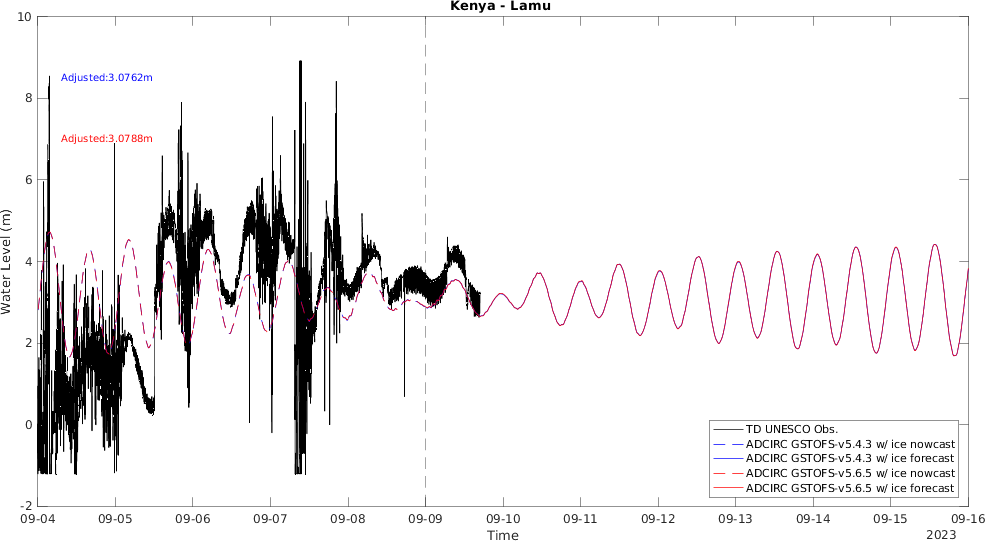 Kenya - Lamu
10
8
6
4
2
0
-2
Water Level (m)
Adjusted:3.0762m
Adjusted:3.0788m
TD UNESCO Obs.
ADCIRC GSTOFS-v5.4.3 w/ ice nowcast
ADCIRC GSTOFS-v5.4.3 w/ ice forecast
ADCIRC GSTOFS-v5.6.5 w/ ice nowcast
ADCIRC GSTOFS-v5.6.5 w/ ice forecast
09-04 09-05 09-06 09-07 09-08 09-09 09-10 09-11 09-12 09-13 09-14 09-15 09-16
Time
2023